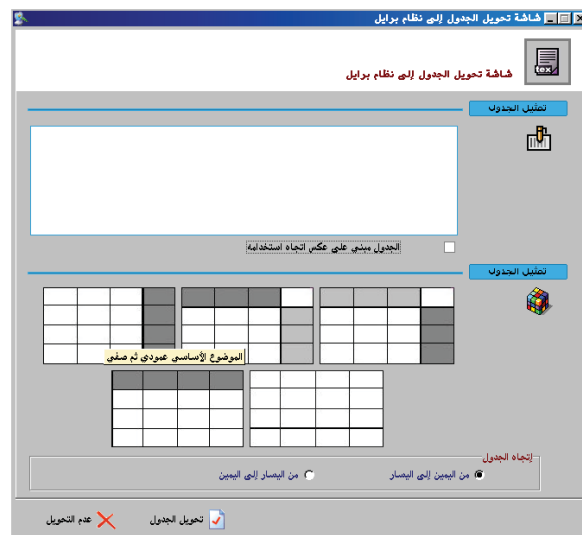 شاشة تحويل الجدول إلى نظام برايل
شاشة تحويل الجدول إلى نظام برايل
تمثيل الجدول
الجدول مبني على عكس اتجاه استخدامه
تمثيل الجدول
الموضوع الأساسي عمودي ثم صفي
إتجاه الجدول
من اليمين إلى اليسار
من اليسار إلى اليمين
تحويل الجدول
عدم التحويل